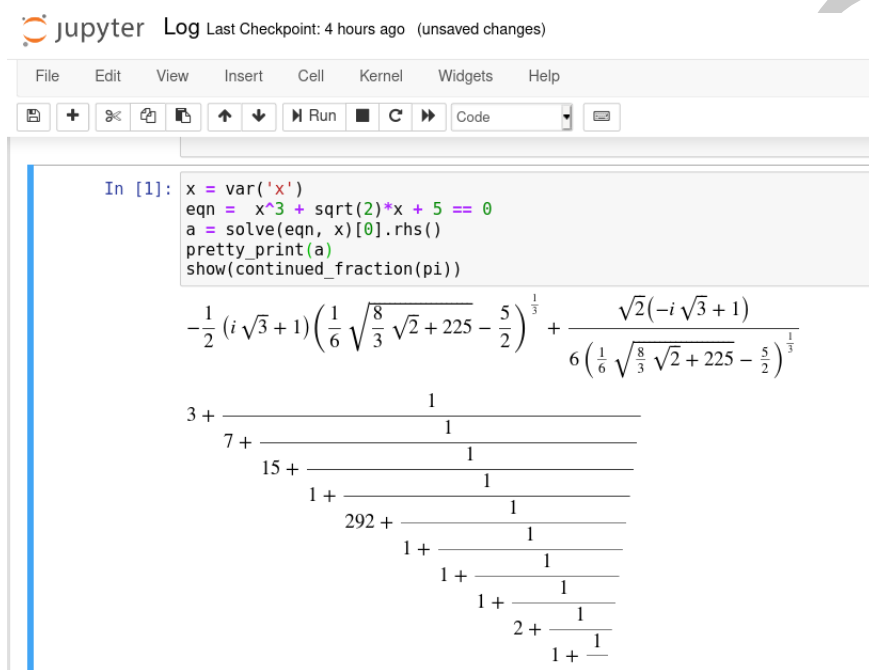 jupyter Log Last Checkpoint: 4 hours ago (unsaved changes)
File Edit View Insert Cell Kernel Widgets Help
Run Code
In [1]: x = var('x')
eqn =  x^3 + sqrt(2)*x + 5 == 0
a = solve(eqn, x)[0].rhs()
pretty_print(a)
show(continued_fraction(pi))
-1/2 (i √3 + 1)(1/6 √(8/3 √2 + 225) − 5/2)^(1/3) + √2(−i √3 + 1) / 6(1/6 √(8/3 √2 + 225) − 5/2)^(1/3)
1
3 +
1
7 +
1
15 +
1
1 +
1
292 +
1
1 +
1
1 +
1
1 +
1
2 +
1
1 +